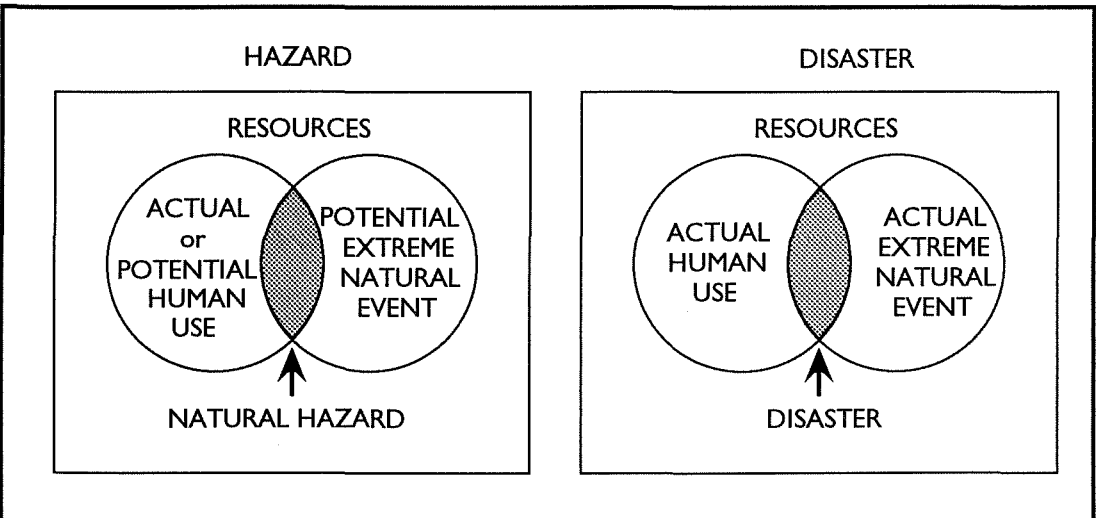 HAZARD
RESOURCES
ACTUAL
or
POTENTIAL
HUMAN
USE
POTENTIAL
EXTREME
NATURAL
EVENT
NATURAL HAZARD
DISASTER
RESOURCES
ACTUAL
HUMAN
USE
ACTUAL
EXTREME
NATURAL
EVENT
DISASTER